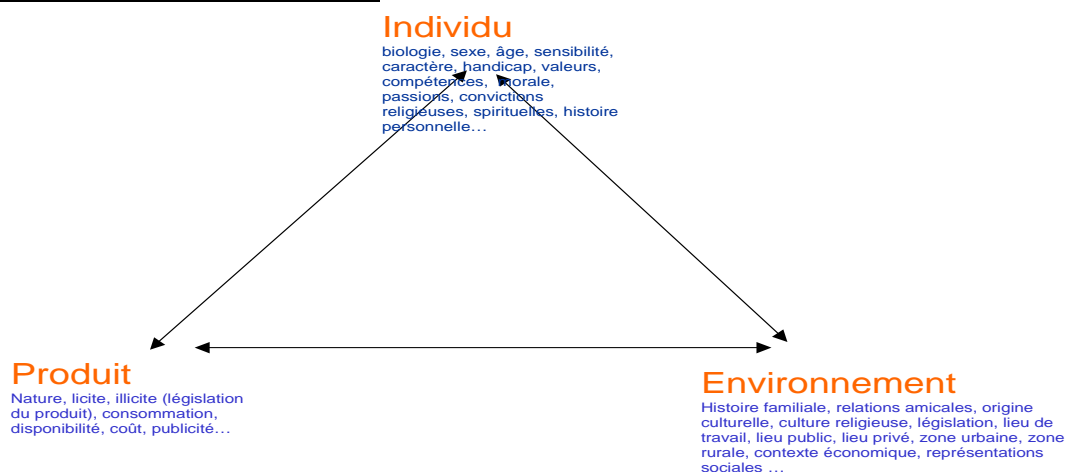 Individu
biologie, sexe, âge, sensibilité,
caractère, handicap, valeurs,
compétences, morale,
passions, convictions
religieuses, spirituelles, histoire
personnelle…
Produit
Nature, licite, illicite (législation
du produit), consommation,
disponibilité, coût, publicité…
Environnement
Histoire familiale, relations amicales, origine
culturelle, culture religieuse, législation, lieu de
travail, lieu public, lieu privé, zone urbaine, zone
rurale, contexte économique, représentations
sociales …